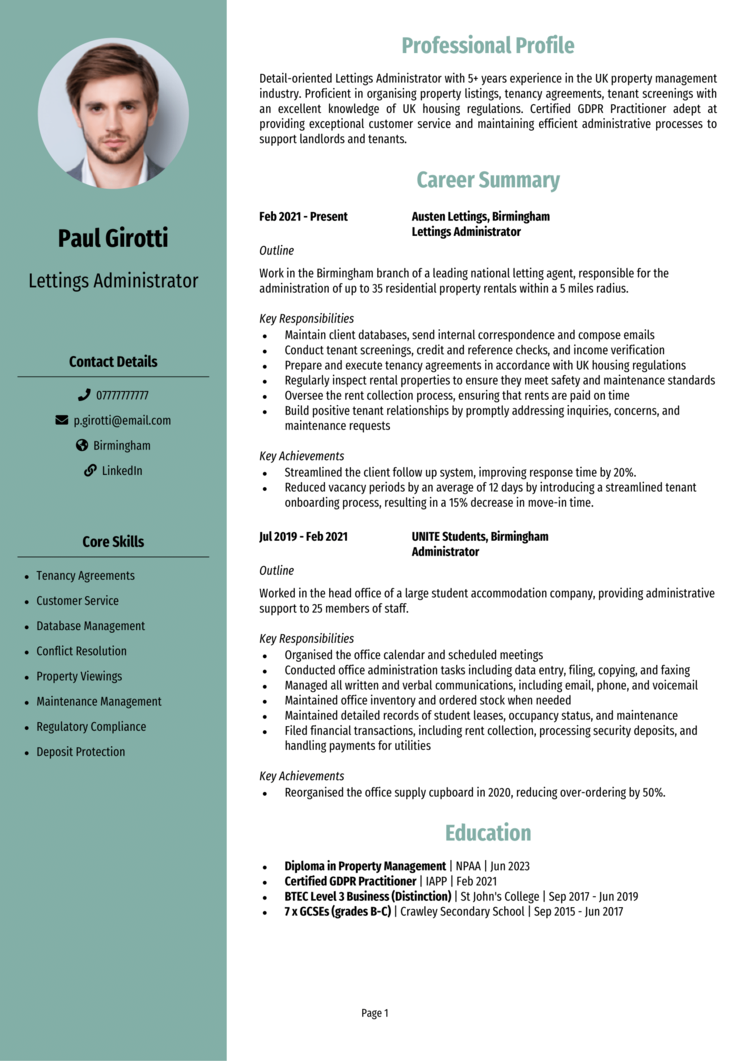 Paul Girotti
Lettings Administrator
Contact Details
07777777777
p.girotti@email.com
Birmingham
LinkedIn
Core Skills
• Tenancy Agreements
• Customer Service
• Database Management
• Conflict Resolution
• Property Viewings
• Maintenance Management
• Regulatory Compliance
• Deposit Protection
Professional Profile
Detail-oriented Lettings Administrator with 5+ years experience in the UK property management
industry. Proficient in organising property listings, tenancy agreements, tenant screenings with
an excellent knowledge of UK housing regulations. Certified GDPR Practitioner adept at
providing exceptional customer service and maintaining efficient administrative processes to
support landlords and tenants.
Career Summary
Feb 2021 - Present Austen Lettings, Birmingham
Lettings Administrator
Outline
Work in the Birmingham branch of a leading national letting agent, responsible for the
administration of up to 35 residential property rentals within a 5 miles radius.
Key Responsibilities
• Maintain client databases, send internal correspondence and compose emails
• Conduct tenant screenings, credit and reference checks, and income verification
• Prepare and execute tenancy agreements in accordance with UK housing regulations
• Regularly inspect rental properties to ensure they meet safety and maintenance standards
• Oversee the rent collection process, ensuring that rents are paid on time
• Build positive tenant relationships by promptly addressing inquiries, concerns, and
maintenance requests
Key Achievements
• Streamlined the client follow up system, improving response time by 20%.
• Reduced vacancy periods by an average of 12 days by introducing a streamlined tenant
onboarding process, resulting in a 15% decrease in move-in time.
Jul 2019 - Feb 2021 UNITE Students, Birmingham
Administrator
Outline
Worked in the head office of a large student accommodation company, providing administrative
support to 25 members of staff.
Key Responsibilities
• Organised the office calendar and scheduled meetings
• Conducted office administration tasks including data entry, filing, copying, and faxing
• Managed all written and verbal communications, including email, phone, and voicemail
• Maintained office inventory and ordered stock when needed
• Maintained detailed records of student leases, occupancy status, and maintenance
• Filed financial transactions, including rent collection, processing security deposits, and
handling payments for utilities
Key Achievements
• Reorganised the office supply cupboard in 2020, reducing over-ordering by 50%.
Education
• Diploma in Property Management | NPAA | Jun 2023
• Certified GDPR Practitioner | IAPP | Feb 2021
• BTEC Level 3 Business (Distinction) | St John's College | Sep 2017 - Jun 2019
• 7 x GCSEs (grades B-C) | Crawley Secondary School | Sep 2015 - Jun 2017
Page 1